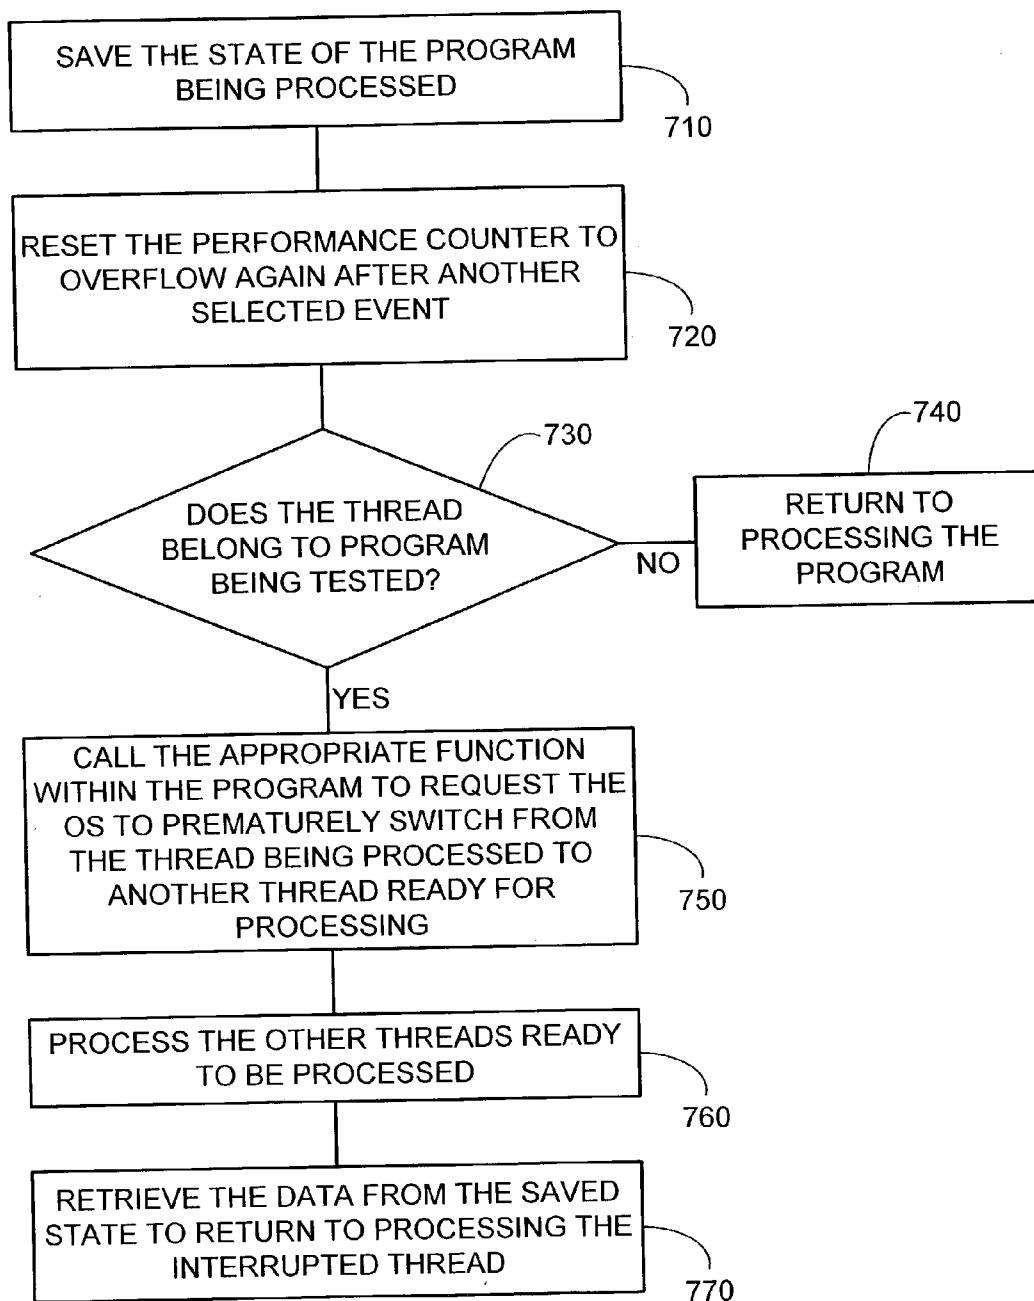 SAVE THE STATE OF THE PROGRAM
BEING PROCESSED
710
RESET THE PERFORMANCE COUNTER TO
OVERFLOW AGAIN AFTER ANOTHER
SELECTED EVENT
720
730
740
DOES THE THREAD
BELONG TO PROGRAM
BEING TESTED?
NO
RETURN TO
PROCESSING THE
PROGRAM
YES
CALL THE APPROPRIATE FUNCTION
WITHIN THE PROGRAM TO REQUEST THE
OS TO PREMATURELY SWITCH FROM
THE THREAD BEING PROCESSED TO
ANOTHER THREAD READY FOR
PROCESSING
750
PROCESS THE OTHER THREADS READY
TO BE PROCESSED
760
RETRIEVE THE DATA FROM THE SAVED
STATE TO RETURN TO PROCESSING THE
INTERRUPTED THREAD
770